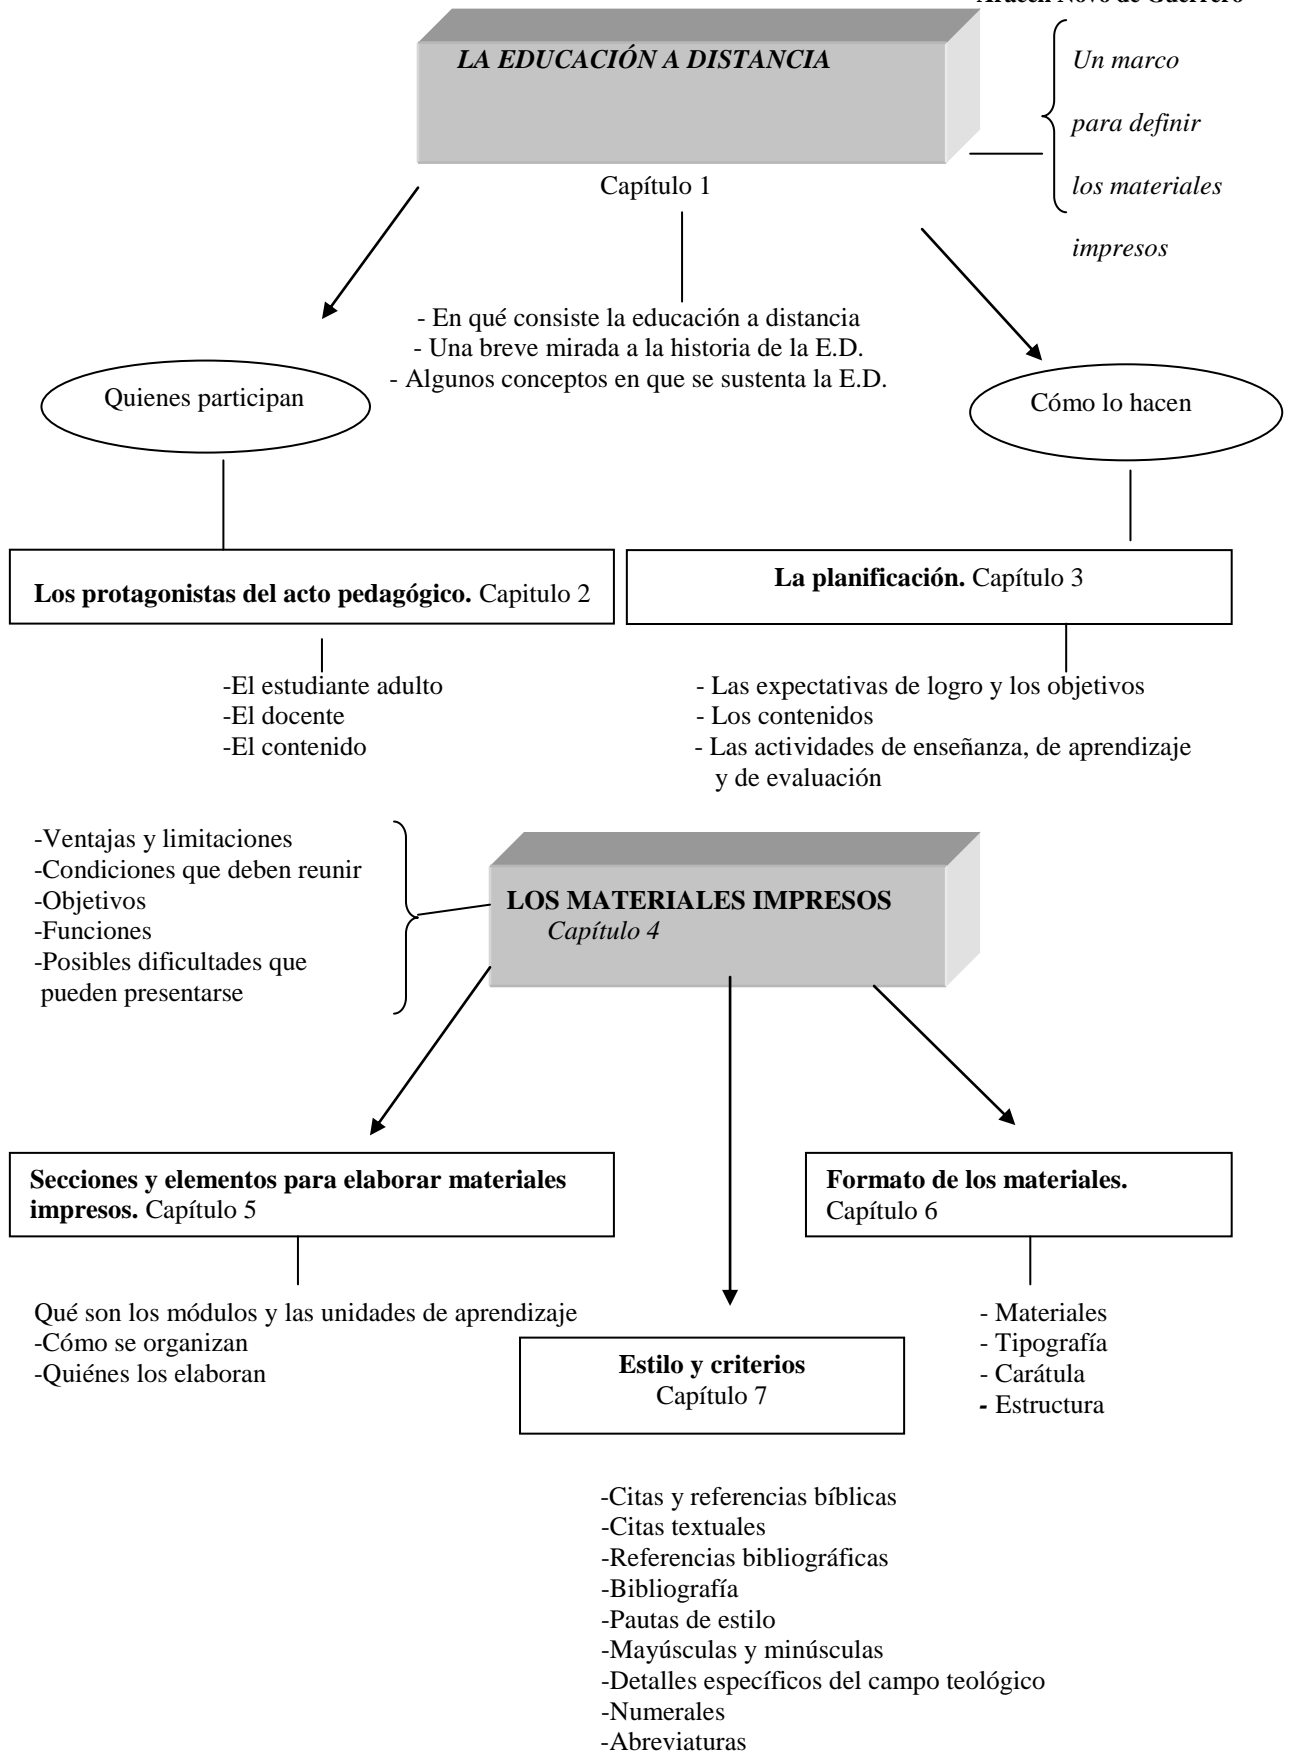 LA EDUCACIÓN A DISTANCIA
Un marco
para definir
los materiales
impresos
Capítulo 1
- En qué consiste la educación a distancia
- Una breve mirada a la historia de la E.D.
- Algunos conceptos en que se sustenta la E.D.
Quienes participan
Cómo lo hacen
Los protagonistas del acto pedagógico. Capitulo 2
La planificación. Capítulo 3
-El estudiante adulto
-El docente
-El contenido
- Las expectativas de logro y los objetivos
- Los contenidos
- Las actividades de enseñanza, de aprendizaje
y de evaluación
-Ventajas y limitaciones
-Condiciones que deben reunir
-Objetivos
-Funciones
-Posibles dificultades que
pueden presentarse
LOS MATERIALES IMPRESOS
Capítulo 4
Secciones y elementos para elaborar materiales
impresos. Capítulo 5
Formato de los materiales.
Capítulo 6
Qué son los módulos y las unidades de aprendizaje
-Cómo se organizan
-Quiénes los elaboran
Estilo y criterios
Capítulo 7
- Materiales
- Tipografía
- Carátula
- Estructura
-Citas y referencias bíblicas
-Citas textuales
-Referencias bibliográficas
-Bibliografía
-Pautas de estilo
-Mayúsculas y minúsculas
-Detalles específicos del campo teológico
-Numerales
-Abreviaturas